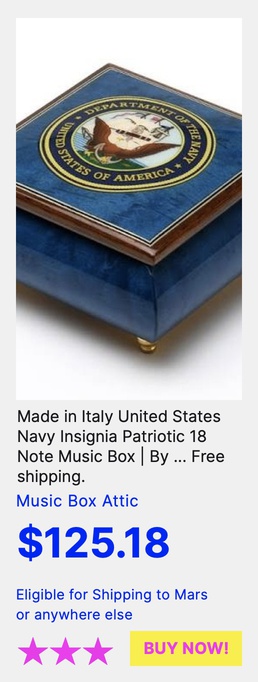 DEPARTMENT OF THE NAVY
UNITED STATES OF AMERICA
Made in Italy United States
Navy Insignia Patriotic 18
Note Music Box | By ... Free
shipping.
Music Box Attic
$125.18
Eligible for Shipping to Mars
or anywhere else
BUY NOW!